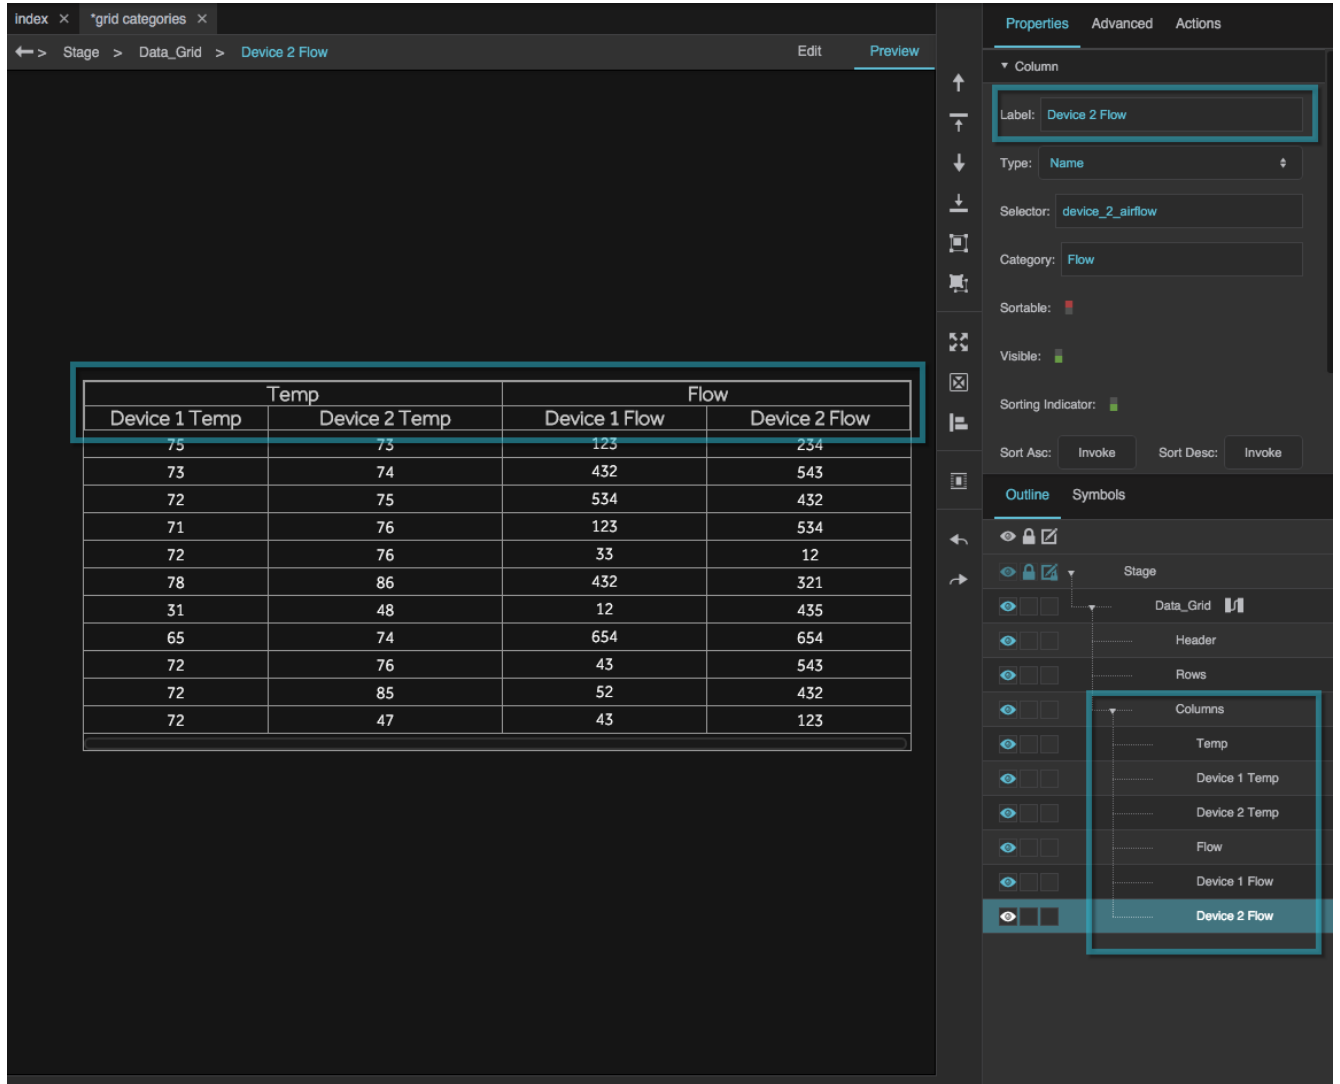 index × *grid categories ×
Stage > Data_Grid > Device 2 Flow
Edit Preview
Temp Flow
Device 1 Temp Device 2 Temp Device 1 Flow Device 2 Flow
75 73 123 234
73 74 432 543
72 75 534 432
71 76 123 534
72 76 33 12
78 86 432 321
31 48 12 435
65 74 654 654
72 76 43 543
72 85 52 432
72 47 43 123
Properties Advanced Actions
Column
Label: Device 2 Flow
Type: Name
Selector: device_2_airflow
Category: Flow
Sortable:
Visible:
Sorting Indicator:
Sort Asc: Invoke Sort Desc: Invoke
Outline Symbols
Stage
Data_Grid
Header
Rows
Columns
Temp
Device 1 Temp
Device 2 Temp
Flow
Device 1 Flow
Device 2 Flow